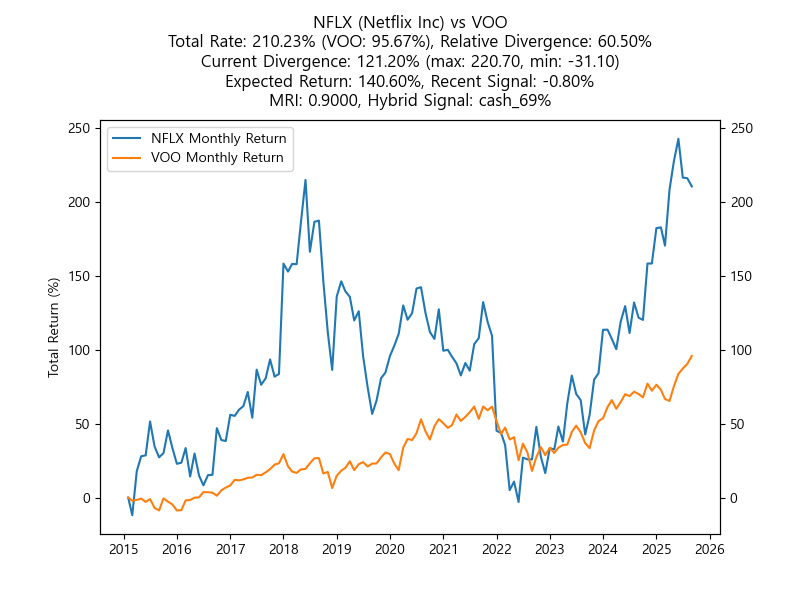 NFLX (Netflix Inc) vs VOO
Total Rate: 210.23% (VOO: 95.67%), Relative Divergence: 60.50%
Current Divergence: 121.20% (max: 220.70, min: -31.10)
Expected Return: 140.60%, Recent Signal: -0.80%
MRI: 0.9000, Hybrid Signal: cash_69%
NFLX Monthly Return
VOO Monthly Return
Total Return (%)
250
200
150
100
50
0
250
200
150
100
50
0
2015 2016 2017 2018 2019 2020 2021 2022 2023 2024 2025 2026